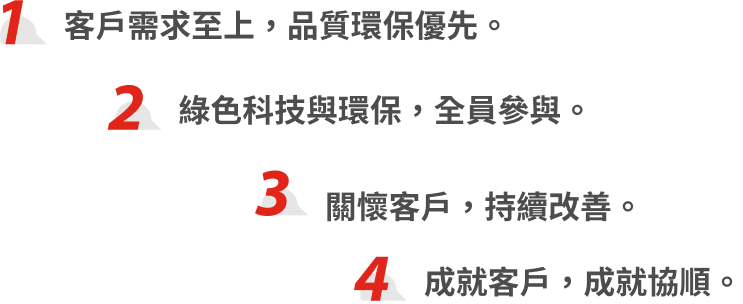 1 客戶需求至上，品質環保優先。
2 綠色科技與環保，全員參與。
3 關懷客戶，持續改善。
4 成就客戶，成就協順。